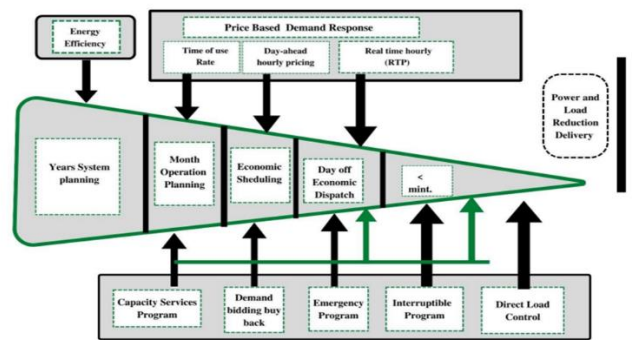 Energy
Efficiency
Price Based Demand Response
Time of use
Rate
Day-ahead
hourly pricing
Real time hourly
(RTP)
Power and
Load
Reduction
Delivery
Years System
planning
Month
Operation
Planning
Economic
Sheduling
Day off
Economic
Dispatch
<
mint.
Capacity Services
Program
Demand
bidding buy
back
Emergency
Program
Interruptible
Program
Direct Load
Control